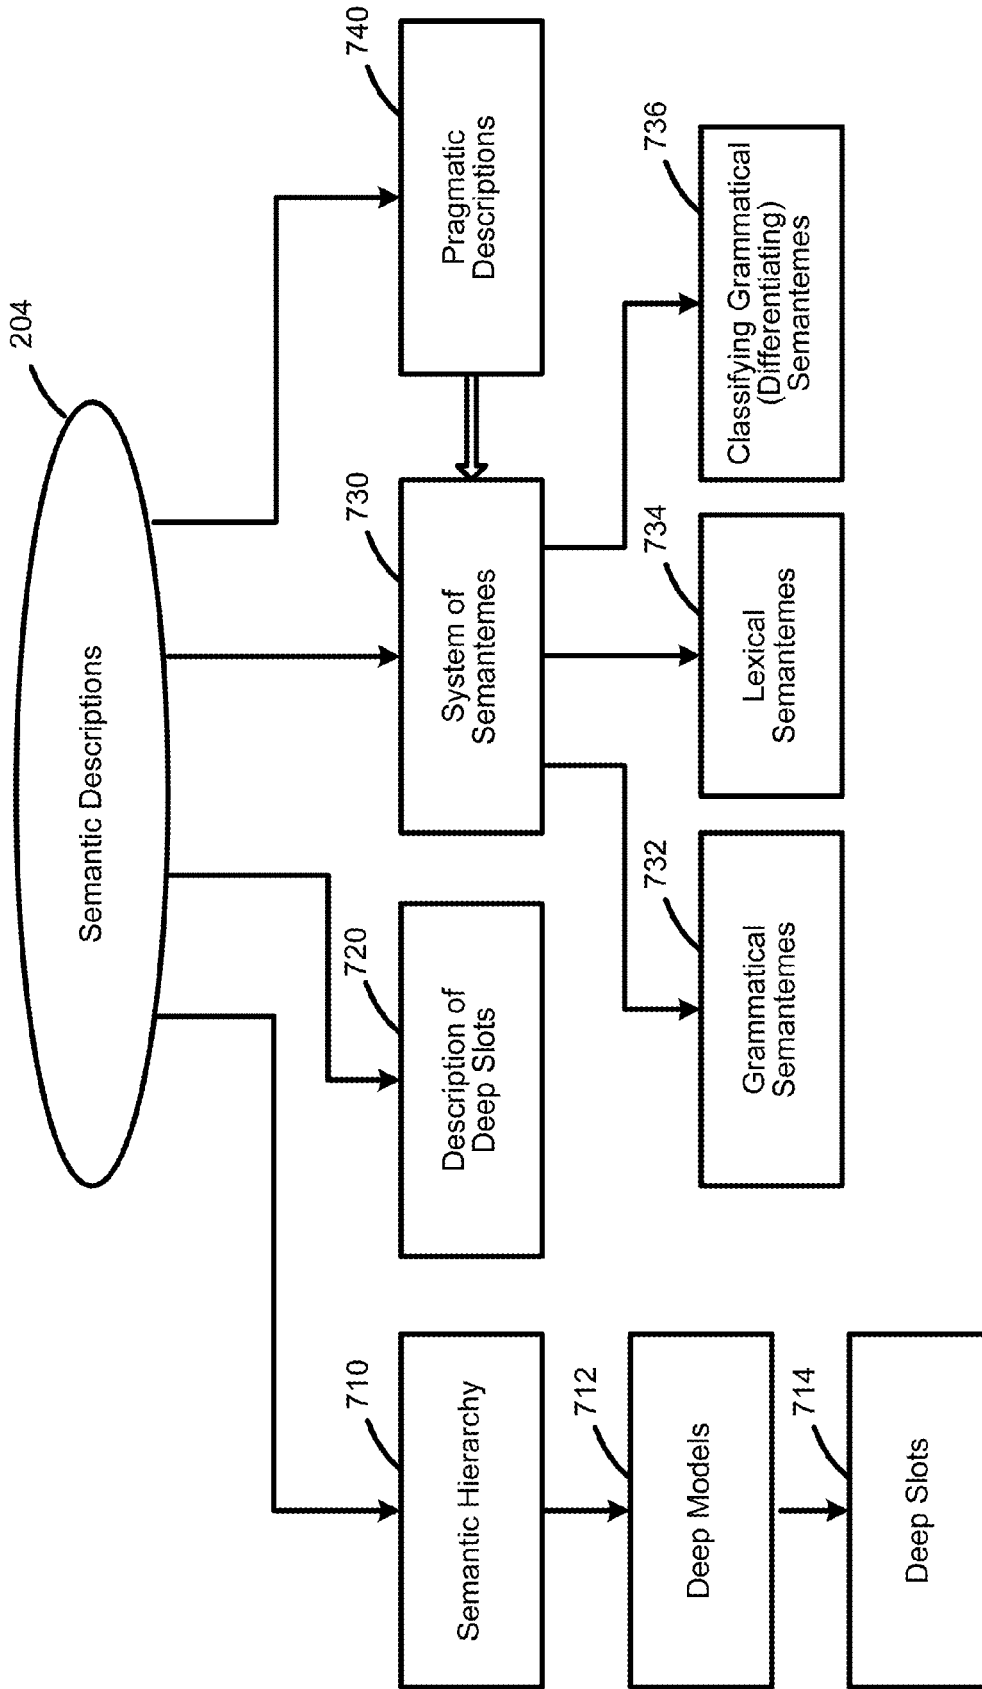 204
Semantic Descriptions
710
Semantic Hierarchy
720
Description of
Deep Slots
730
System of
Semantemes
740
Pragmatic
Descriptions
712
Deep Models
732
Grammatical
Semantemes
734
Lexical
Semantemes
736
Classifying Grammatical
(Differentiating)
Semantemes
714
Deep Slots